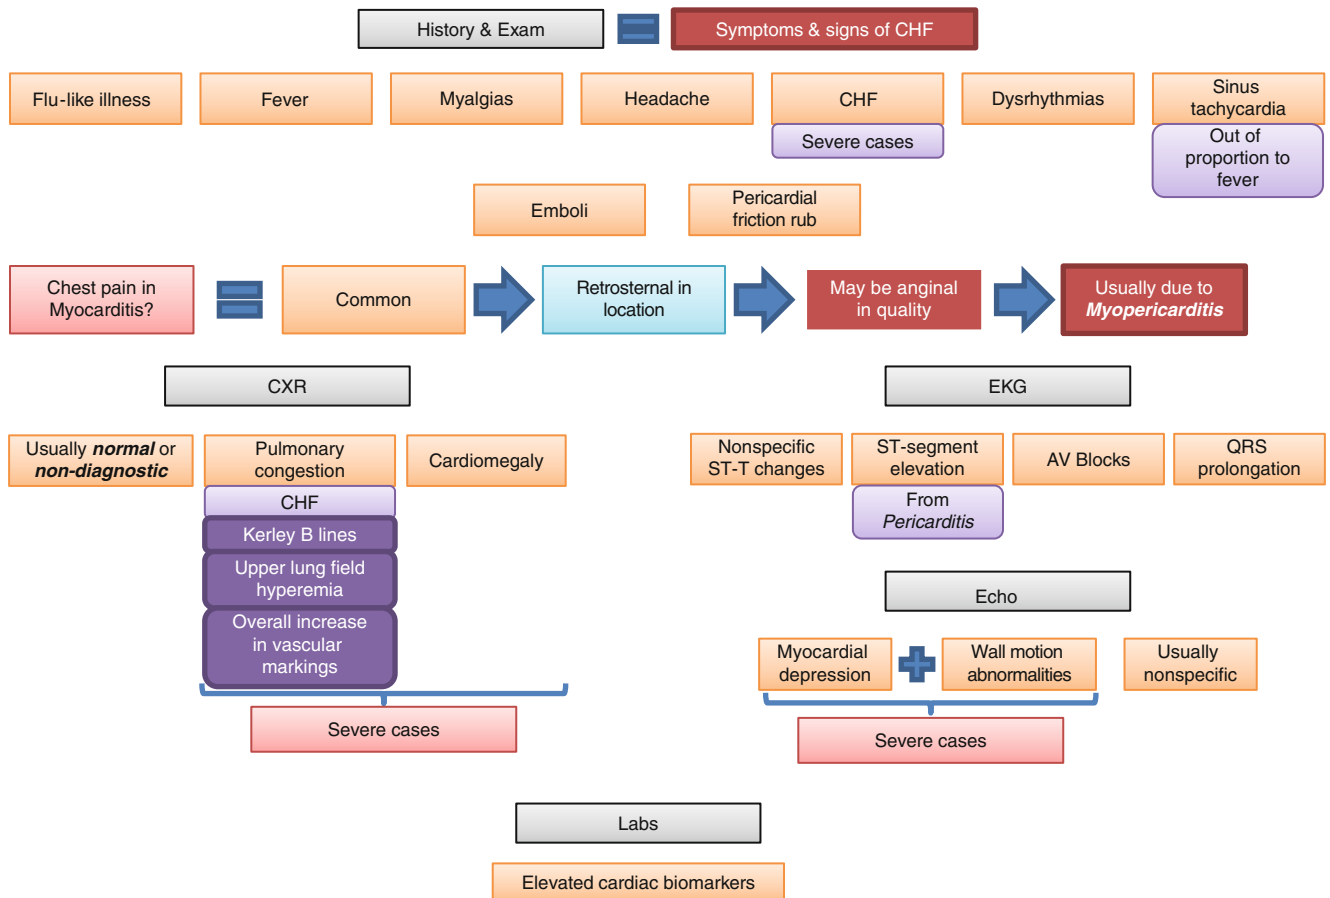 History & Exam
Symptoms & signs of CHF
Flu-like illness
Fever
Myalgias
Headache
CHF
Severe cases
Dysrhythmias
Sinus
tachycardia
Out of
proportion to
fever
Emboli
Pericardial
friction rub
Chest pain in
Myocarditis?
Common
Retrosternal in
location
May be anginal
in quality
Usually due to
Myopericarditis
CXR
Usually normal or
non-diagnostic
Pulmonary
congestion
CHF
Kerley B lines
Upper lung field
hyperemia
Overall increase
in vascular
markings
Cardiomegaly
Severe cases
EKG
Nonspecific
ST-T changes
ST-segment
elevation
From
Pericarditis
AV Blocks
QRS
prolongation
Echo
Myocardial
depression
Wall motion
abnormalities
Usually
nonspecific
Severe cases
Labs
Elevated cardiac biomarkers